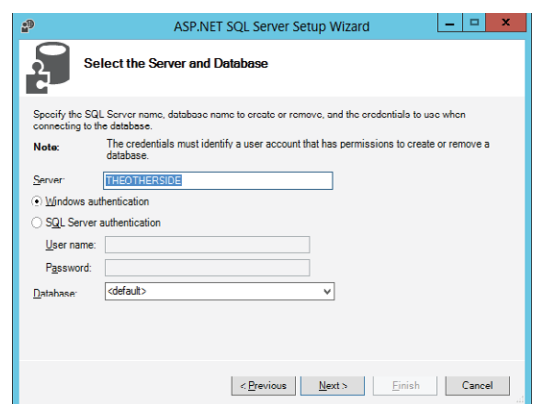 ASP.NET SQL Server Setup Wizard
Select the Server and Database
Specify the SQL Server name, database name to create or remove, and the credentials to use when
connecting to the database.
Note: The credentials must identify a user account that has permissions to create or remove a
database.
Server: THEOTHERSIDE
Windows authentication
SQL Server authentication
User name:
Password:
Database: <default>
< Previous Next > Finish Cancel